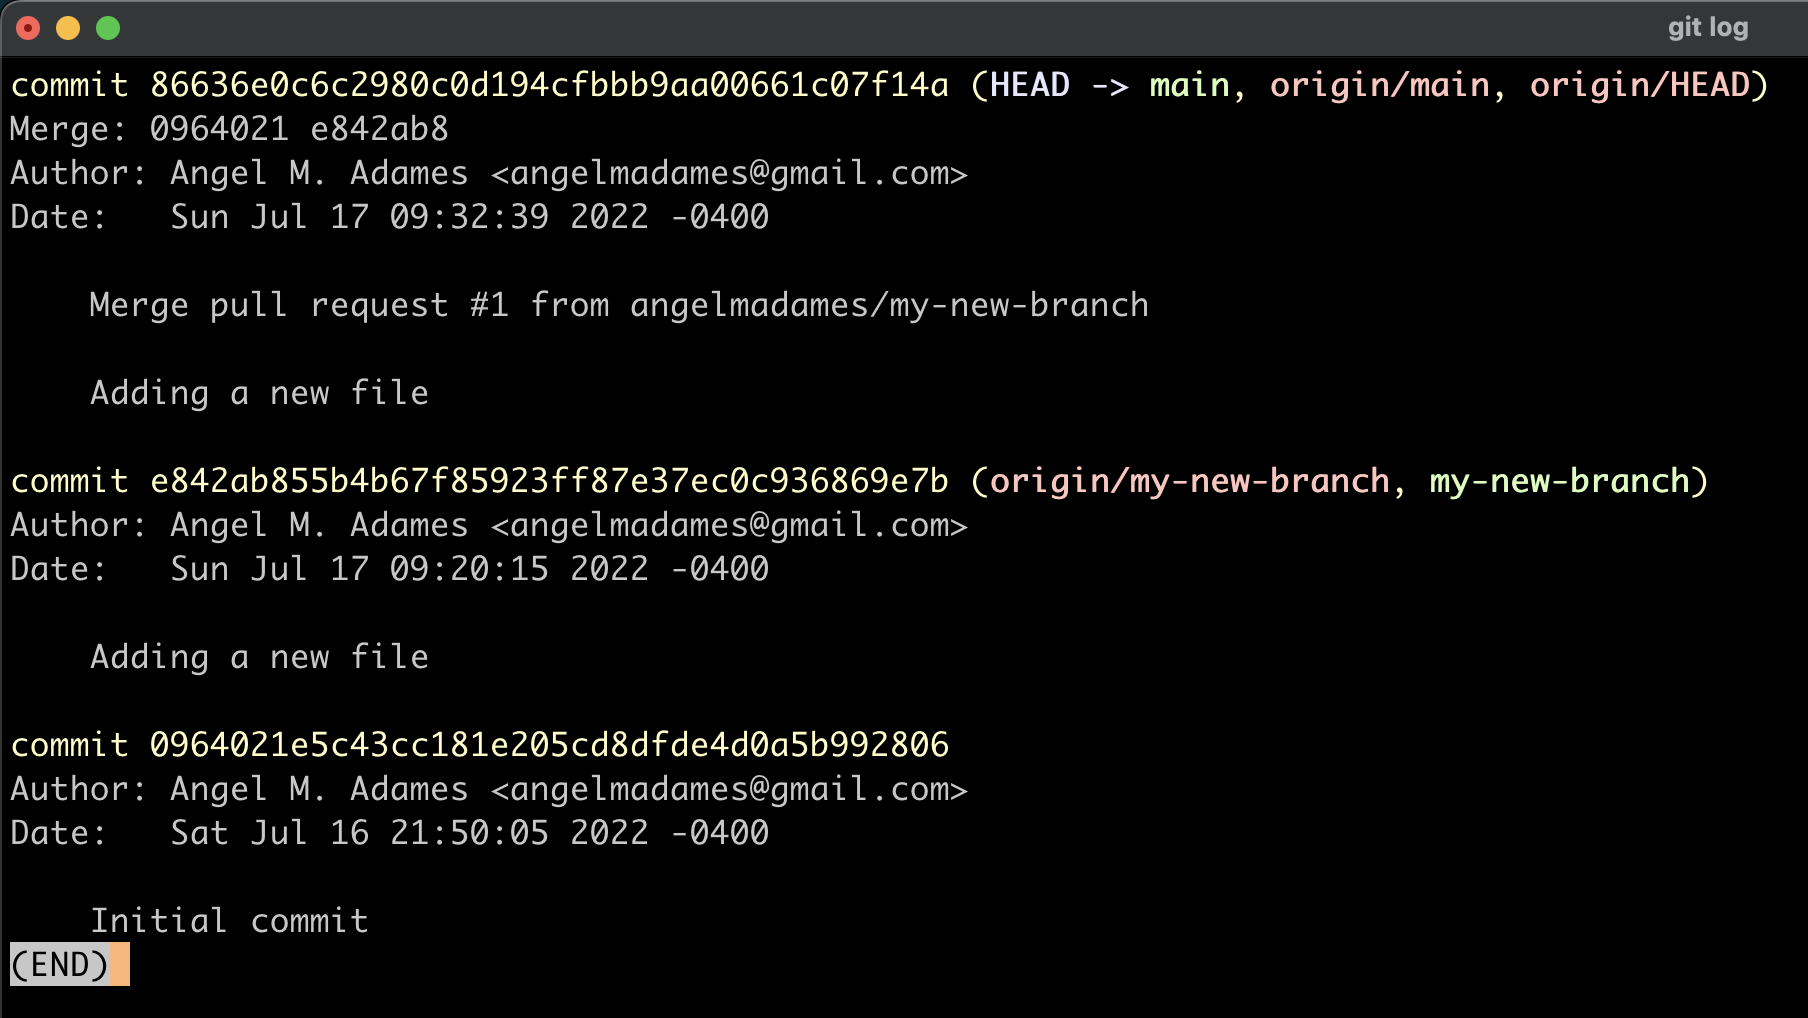 git log
commit 86636e0c6c2980c0d194cfbbb9aa00661c07f14a (HEAD -> main, origin/main, origin/HEAD)
Merge: 0964021 e842ab8
Author: Angel M. Adames <angelmadames@gmail.com>
Date:   Sun Jul 17 09:32:39 2022 -0400
Merge pull request #1 from angelmadames/my-new-branch
Adding a new file
commit e842ab855b4b67f85923ff87e37ec0c936869e7b (origin/my-new-branch, my-new-branch)
Author: Angel M. Adames <angelmadames@gmail.com>
Date:   Sun Jul 17 09:20:15 2022 -0400
Adding a new file
commit 0964021e5c43cc181e205cd8dfde4d0a5b992806
Author: Angel M. Adames <angelmadames@gmail.com>
Date:   Sat Jul 16 21:50:05 2022 -0400
Initial commit
(END)